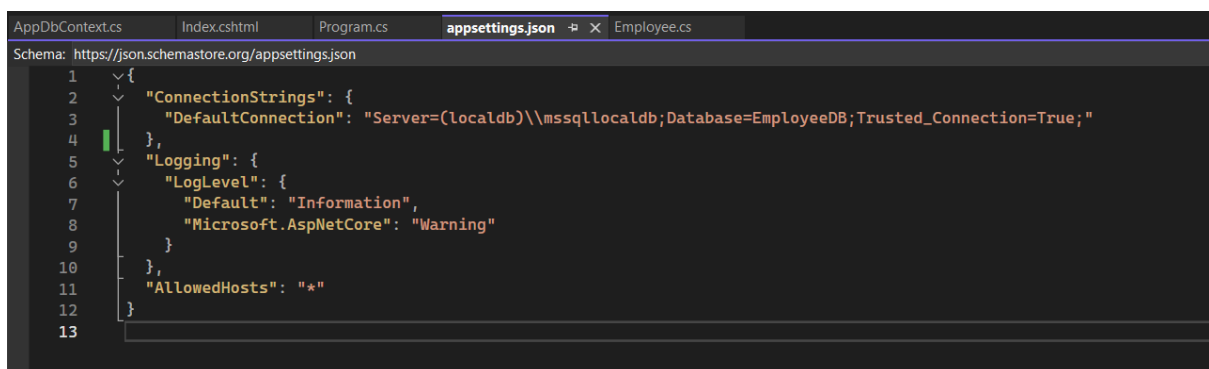 AppDbContext.cs Index.cshtml Program.cs appsettings.json Employee.cs
Schema: https://json.schemastore.org/appsettings.json
1 {
2 "ConnectionStrings": {
3 "DefaultConnection": "Server=(localdb)\\mssqllocaldb;Database=EmployeeDB;Trusted_Connection=True;"
4 },
5 "Logging": {
6 "LogLevel": {
7 "Default": "Information",
8 "Microsoft.AspNetCore": "Warning"
9 }
10 },
11 "AllowedHosts": "*"
12 }
13